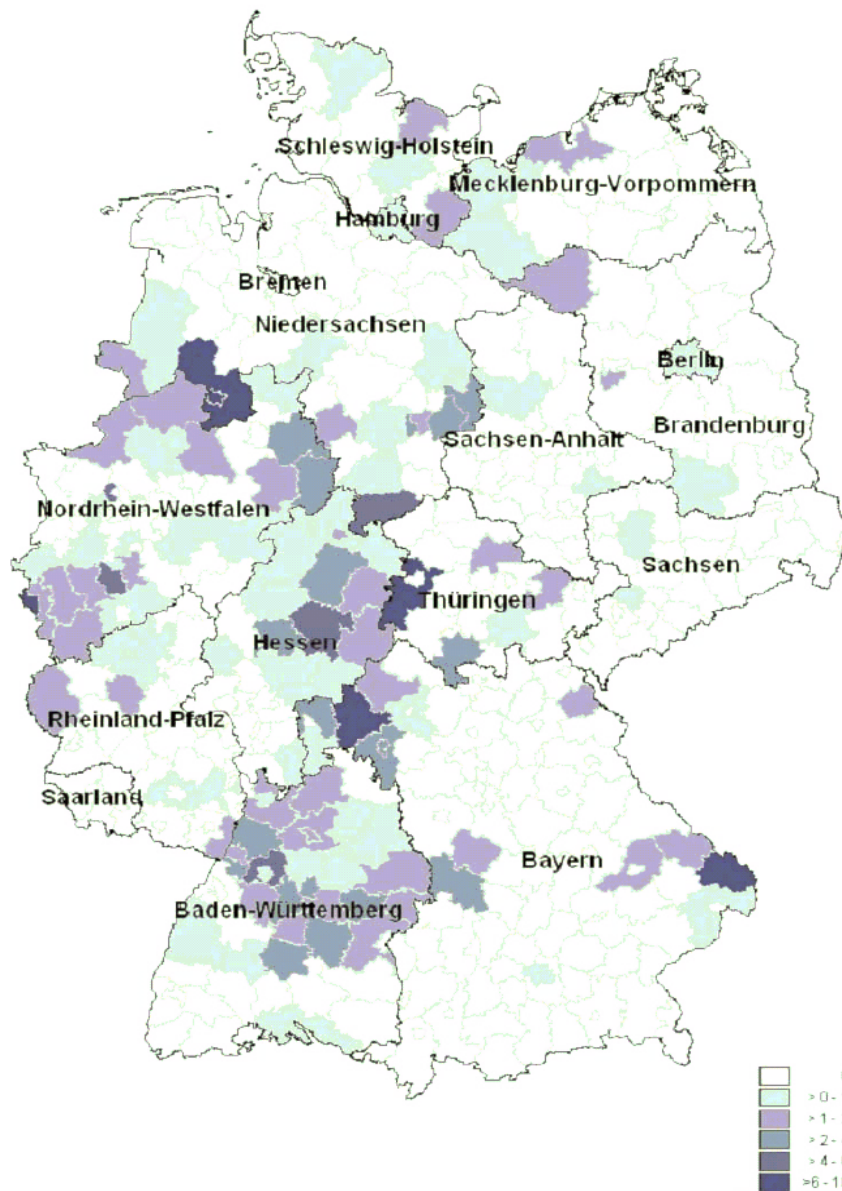 Schleswig-Holstein
Mecklenburg-Vorpommern
Hamburg
Bremen
Niedersachsen
Berlin
Sachsen-Anhalt
Brandenburg
Nordrhein-Westfalen
Sachsen
Thüringen
Hessen
Rheinland-Pfalz
Saarland
Bayern
Baden-Württemberg
> 0 -
> 1 -
> 2 -
> 4 -
>6 - 1